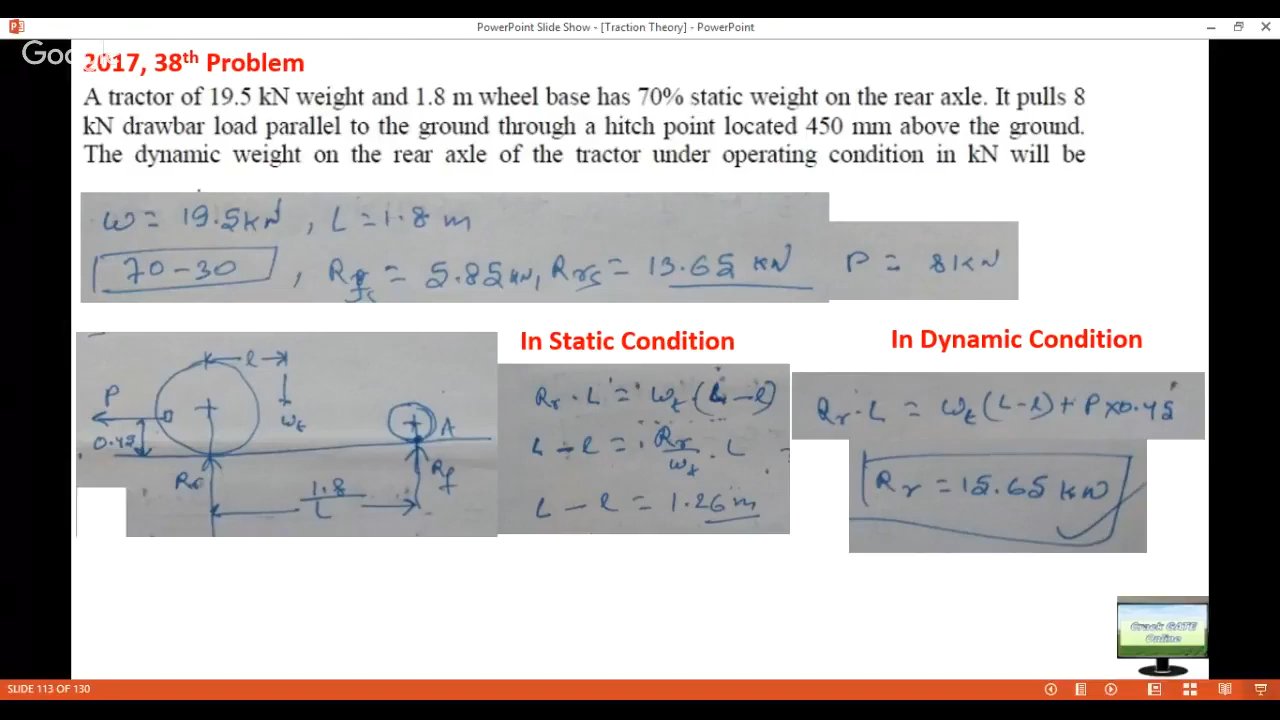 PowerPoint Slide Show - [Traction Theory] - PowerPoint
2017, 38th Problem
A tractor of 19.5 kN weight and 1.8 m wheel base has 70% static weight on the rear axle. It pulls 8
kN drawbar load parallel to the ground through a hitch point located 450 mm above the ground.
The dynamic weight on the rear axle of the tractor under operating condition in kN will be
W = 19.5 kN, L = 1.8 m
70-30, Rfs = 5.85 kN, Rrs = 13.65 kN
P = 8 kN
In Static Condition
In Dynamic Condition
l
P
Wt
0.45
A
Rr
Rf
1.8
L
Rr · L = Wt (L - l)
L - l = Rr/Wt · L
L - l = 1.26 m
Rr · L = Wt (L - l) + P × 0.45
Rr = 15.65 kN
Crack GATE
Online
SLIDE 113 OF 130